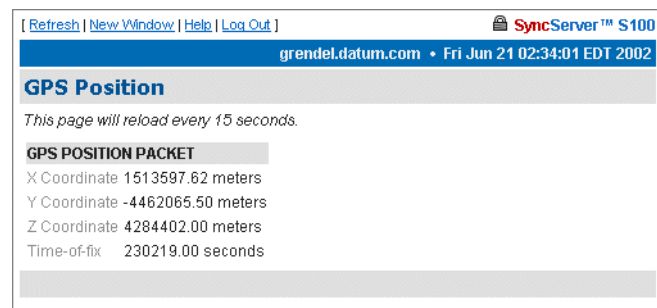 [ Refresh | New Window | Help | Log Out ] SyncServer™ S100
grendel.datum.com • Fri Jun 21 02:34:01 EDT 2002
GPS Position
This page will reload every 15 seconds.
GPS POSITION PACKET
X Coordinate 1513597.62 meters
Y Coordinate -4462065.50 meters
Z Coordinate 4284402.00 meters
Time-of-fix 230219.00 seconds